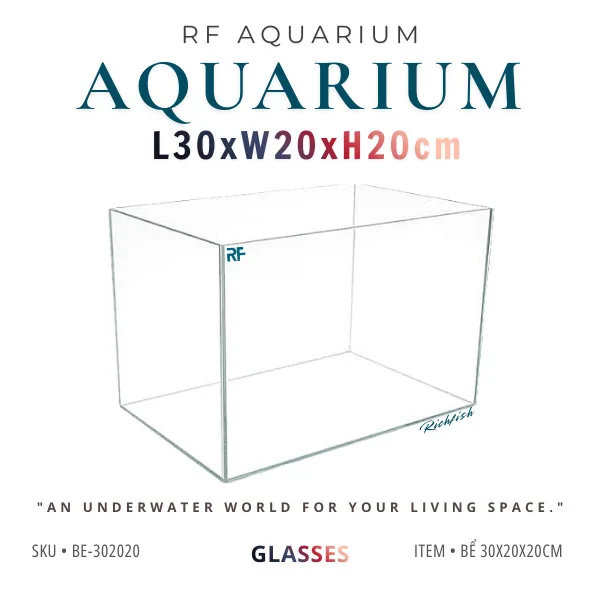 RF AQUARIUM
AQUARIUM
L30xW20xH20cm
RF
Richfish
"AN UNDERWATER WORLD FOR YOUR LIVING SPACE."
SKU • BE-302020
GLASSES
ITEM • BỂ 30X20X20CM